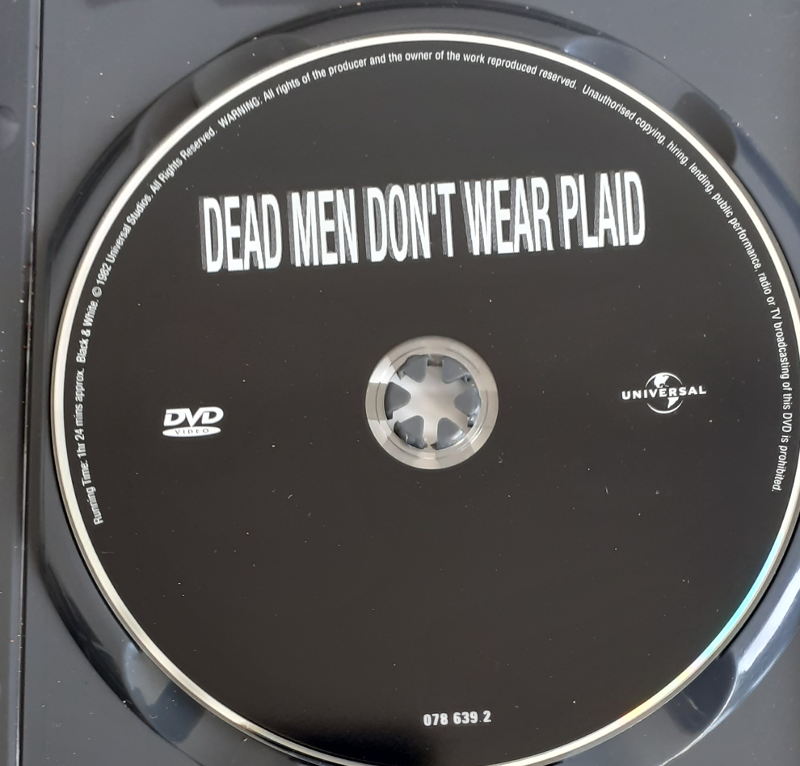 Running Time: 1hr 24 mins approx. Black & White. © 1982 Universal Studios. All Rights Reserved. WARNING: All rights of the producer and the owner of the work reproduced reserved. Unauthorised copying, hiring, lending, public performance, radio or TV broadcasting of this DVD is prohibited.
DEAD MEN DON'T WEAR PLAID
DVD
VIDEO
UNIVERSAL
078 639 2